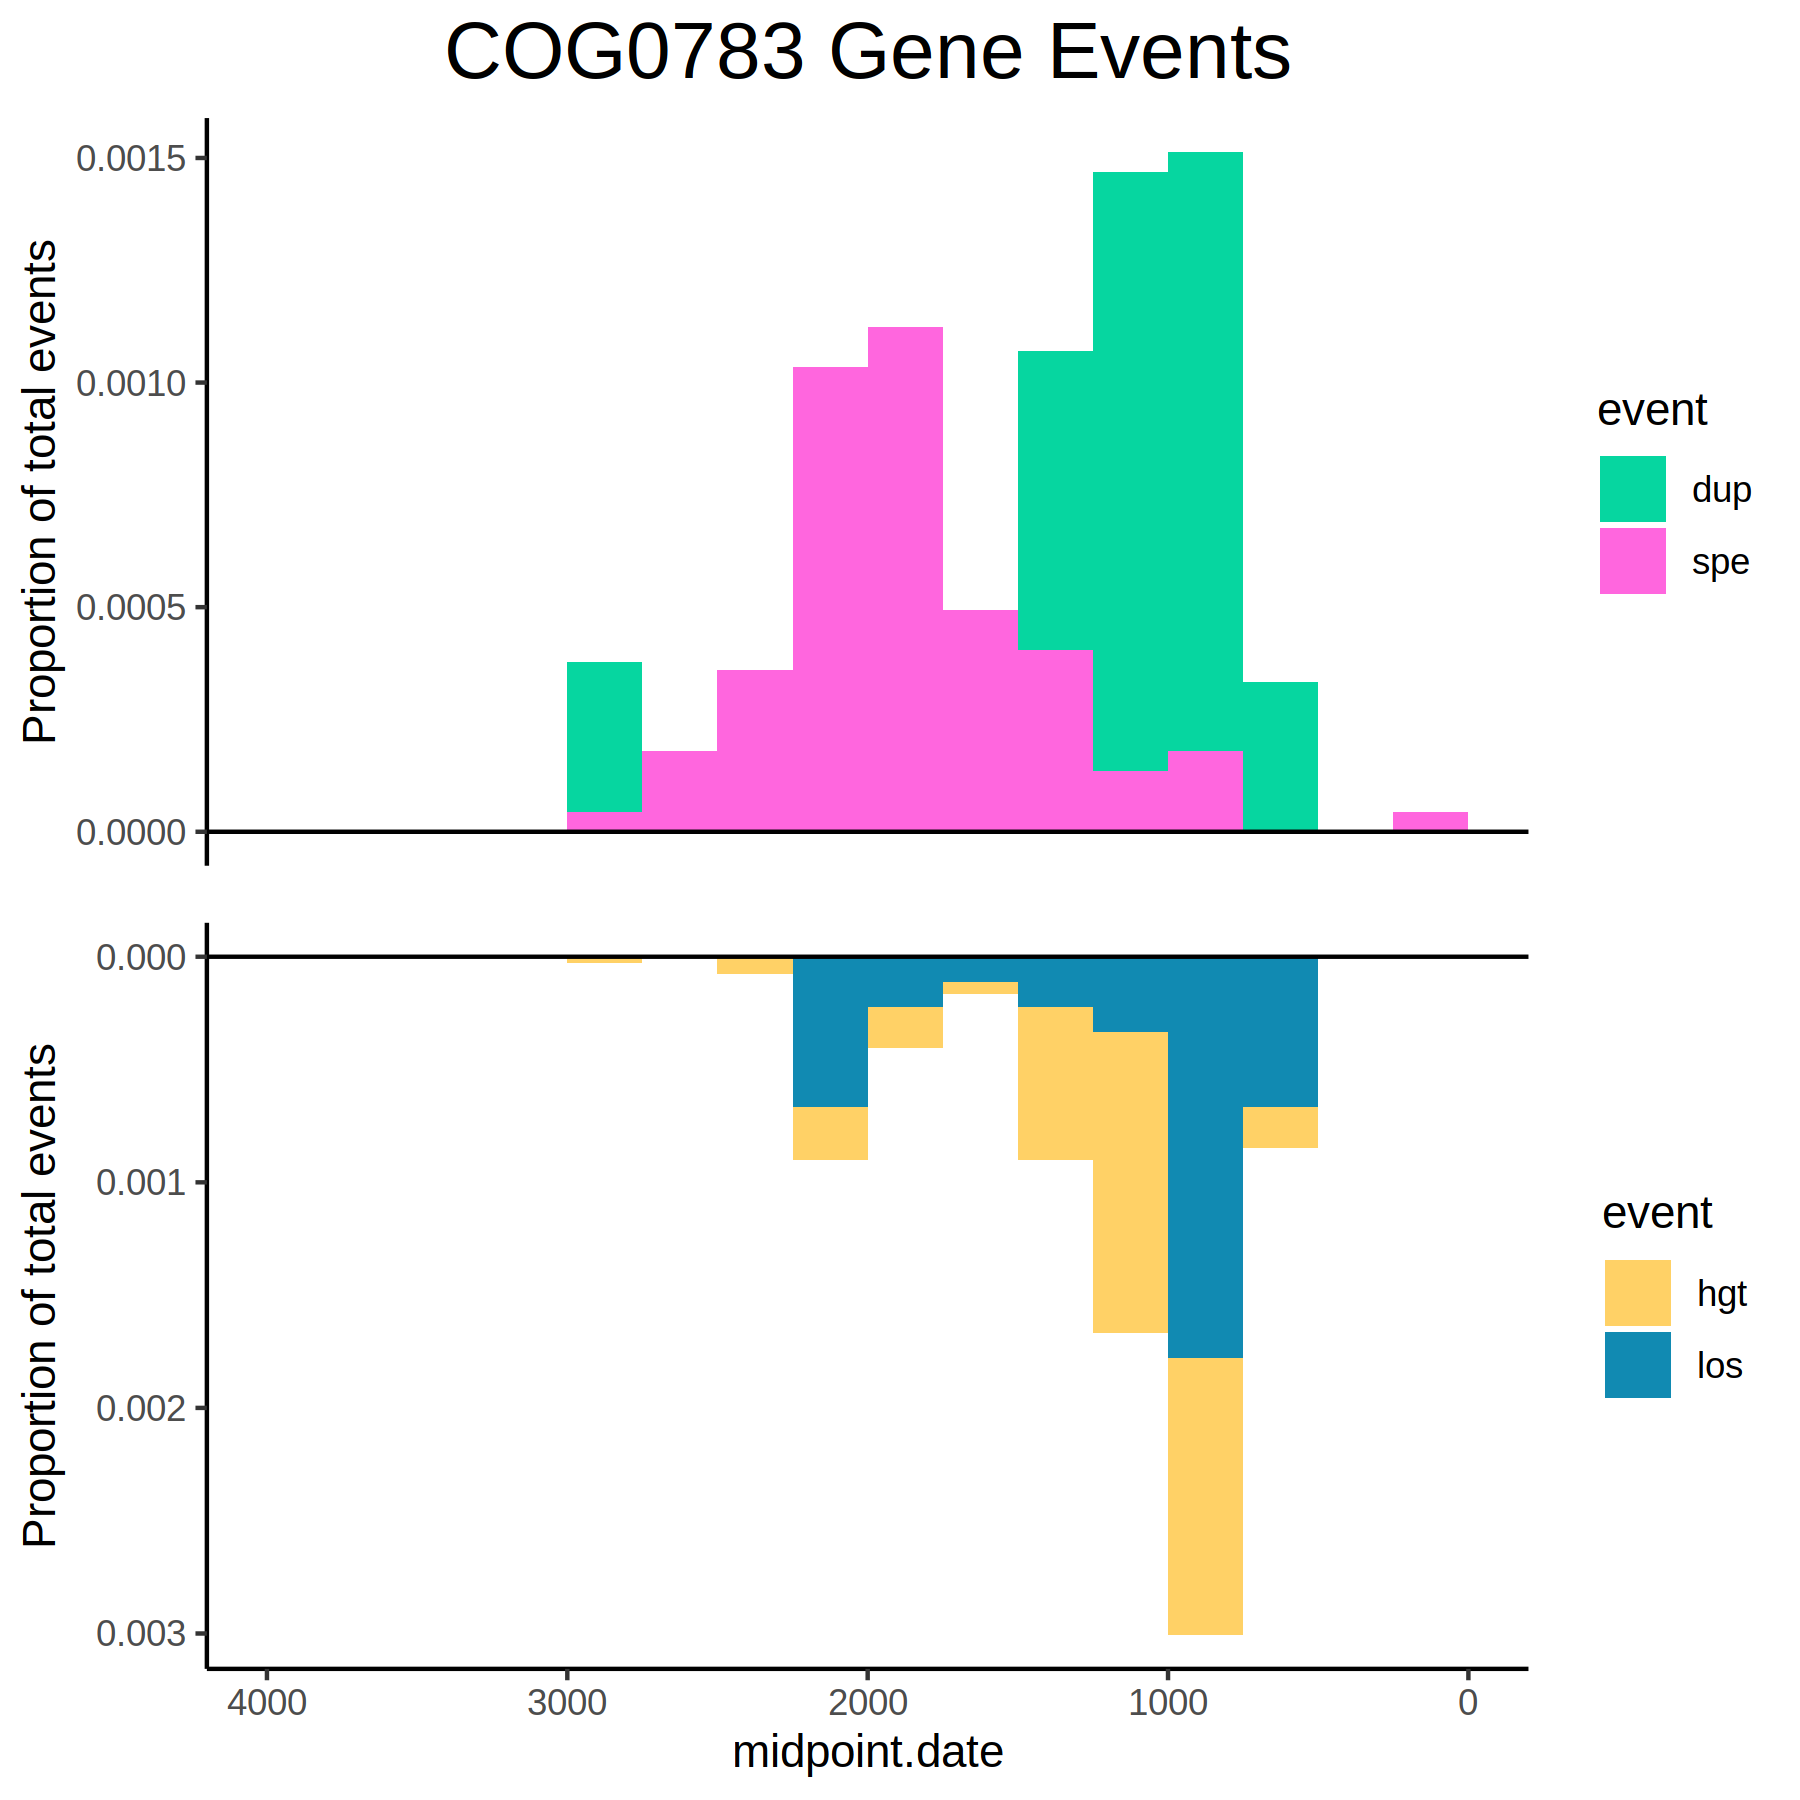 COG0783 Gene Events
Proportion of total events
0.0015
0.0010
0.0005
0.0000
event
dup
spe
Proportion of total events
0.000
0.001
0.002
0.003
event
hgt
los
4000 3000 2000 1000 0
midpoint.date